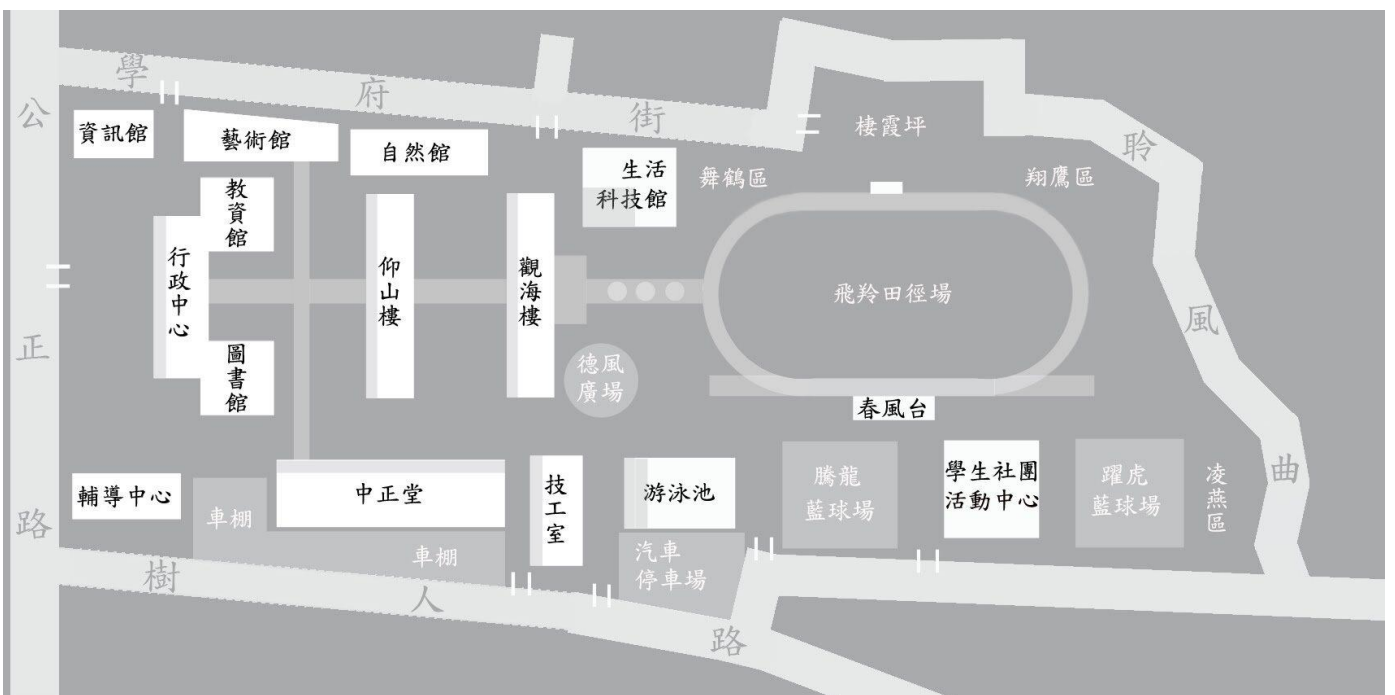 學府街
公正路
資訊館
藝術館
自然館
生活
科技館
棲霞坪
舞鶴區
翔鷹區
聆風曲
教資館
行政中心
仰山樓
觀海樓
飛羚田徑場
圖書館
德風
廣場
春風台
輔導中心
車棚
中正堂
車棚
技工室
游泳池
汽車
停車場
騰龍
藍球場
學生社團
活動中心
躍虎
藍球場
凌燕區
樹人路